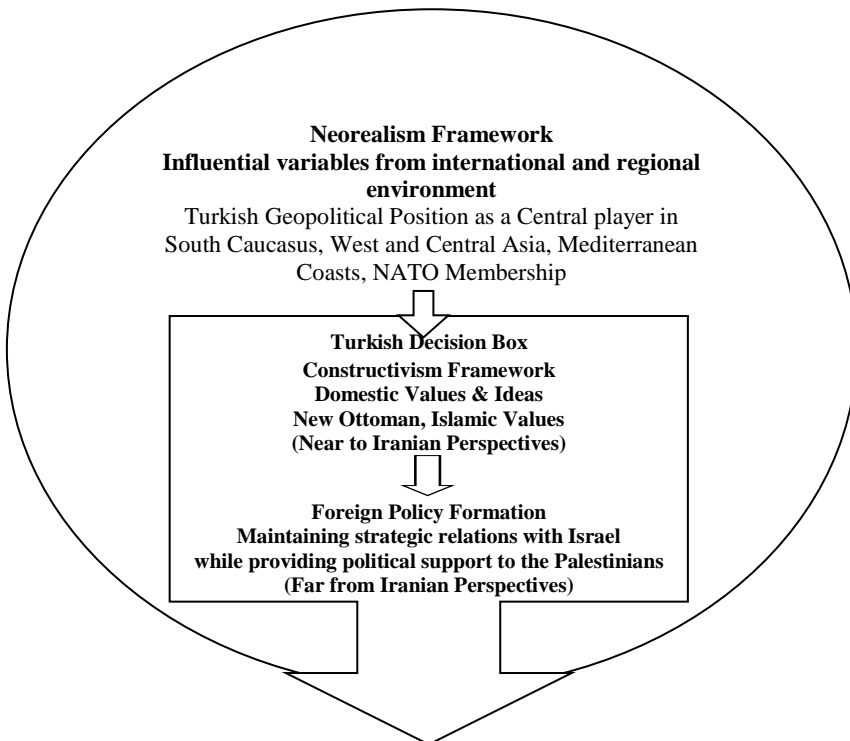 Neorealism Framework
Influential variables from international and regional
environment
Turkish Geopolitical Position as a Central player in
South Caucasus, West and Central Asia, Mediterranean
Coasts, NATO Membership
Turkish Decision Box
Constructivism Framework
Domestic Values & Ideas
New Ottoman, Islamic Values
(Near to Iranian Perspectives)
Foreign Policy Formation
Maintaining strategic relations with Israel
while providing political support to the Palestinians
(Far from Iranian Perspectives)